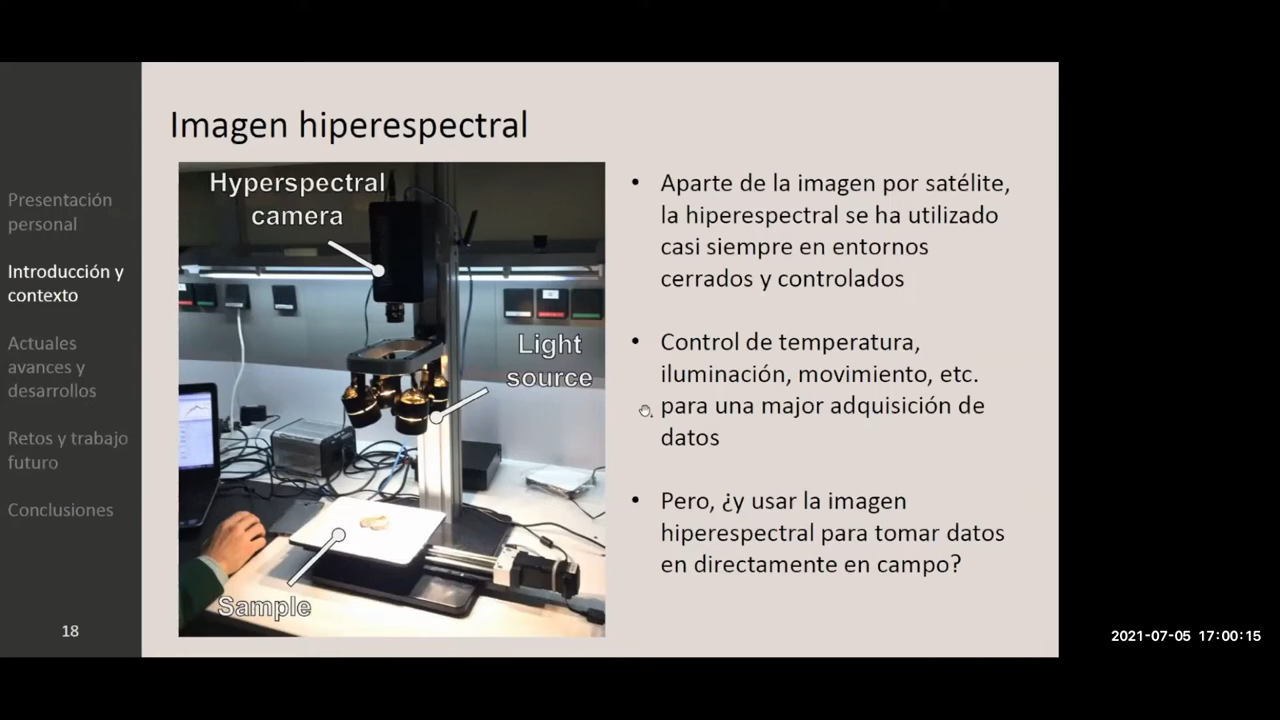 Presentación
personal
Introducción y
contexto
Actuales
avances y
desarrollos
Retos y trabajo
futuro
Conclusiones
18
Imagen hiperespectral
Hyperspectral
camera
Light
source
Sample
• Aparte de la imagen por satélite,
la hiperespectral se ha utilizado
casi siempre en entornos
cerrados y controlados
• Control de temperatura,
iluminación, movimiento, etc.
para una major adquisición de
datos
• Pero, ¿y usar la imagen
hiperespectral para tomar datos
en directamente en campo?
2021-07-05 17:00:15